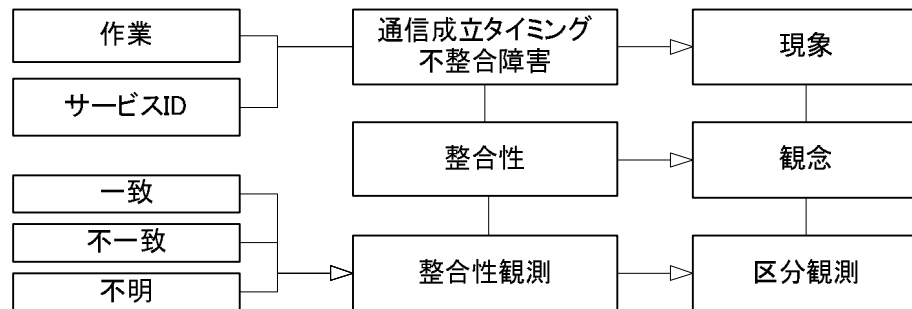 作業
通信成立タイミング
不整合障害
現象
サービスID
整合性
観念
一致
不一致
整合性観測
区分観測
不明